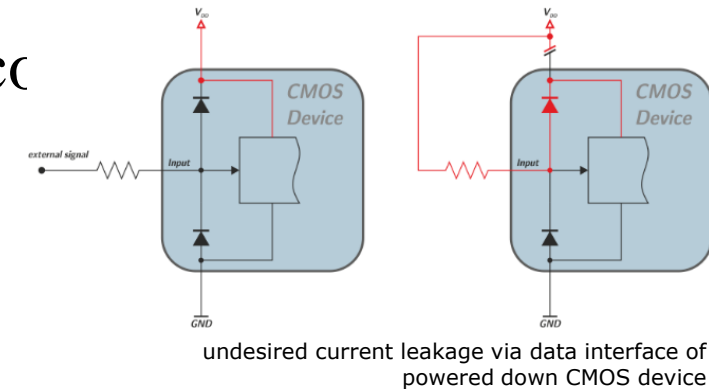 V_DD
V_DD
CMOS
Device
CMOS
Device
external signal
Input
Input
GND
GND
undesired current leakage via data interface of
powered down CMOS device